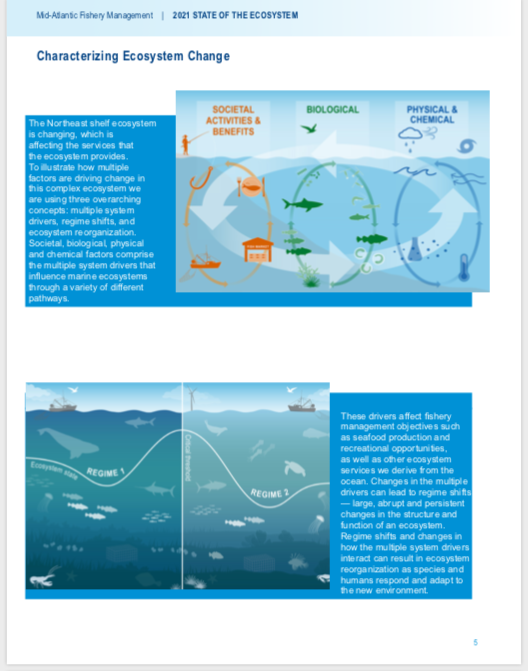 Mid-Atlantic Fishery Management | 2021 STATE OF THE ECOSYSTEM
Characterizing Ecosystem Change
The Northeast shelf ecosystem
is changing, which is
affecting the services that
the ecosystem provides.
To illustrate how multiple
factors are driving change in
this complex ecosystem we
are using three overarching
concepts: multiple system
drivers, regime shifts, and
ecosystem reorganization.
Societal, biological, physical
and chemical factors comprise
the multiple system drivers that
influence marine ecosystems
through a variety of different
pathways.
SOCIETAL
ACTIVITIES &
BENEFITS
BIOLOGICAL
PHYSICAL &
CHEMICAL
Ecosystem state
REGIME 1
Critical threshold
REGIME 2
These drivers affect fishery
management objectives such
as seafood production and
recreational opportunities,
as well as other ecosystem
services we derive from the
ocean. Changes in the multiple
drivers can lead to regime shifts
— large, abrupt and persistent
changes in the structure and
function of an ecosystem.
Regime shifts and changes in
how the multiple system drivers
interact can result in ecosystem
reorganization as species and
humans respond and adapt to
the new environment.
5